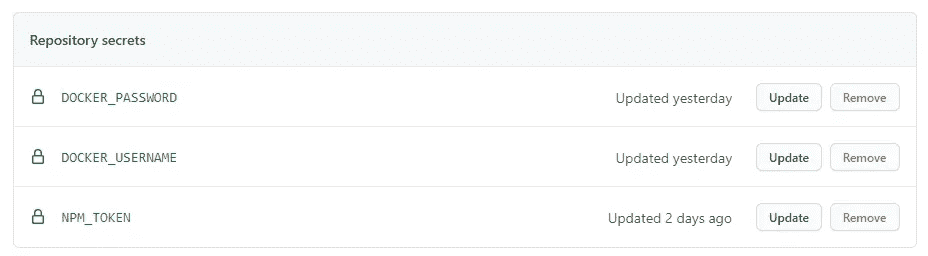 Repository secrets
DOCKER_PASSWORD Updated yesterday Update Remove
DOCKER_USERNAME Updated yesterday Update Remove
NPM_TOKEN Updated 2 days ago Update Remove